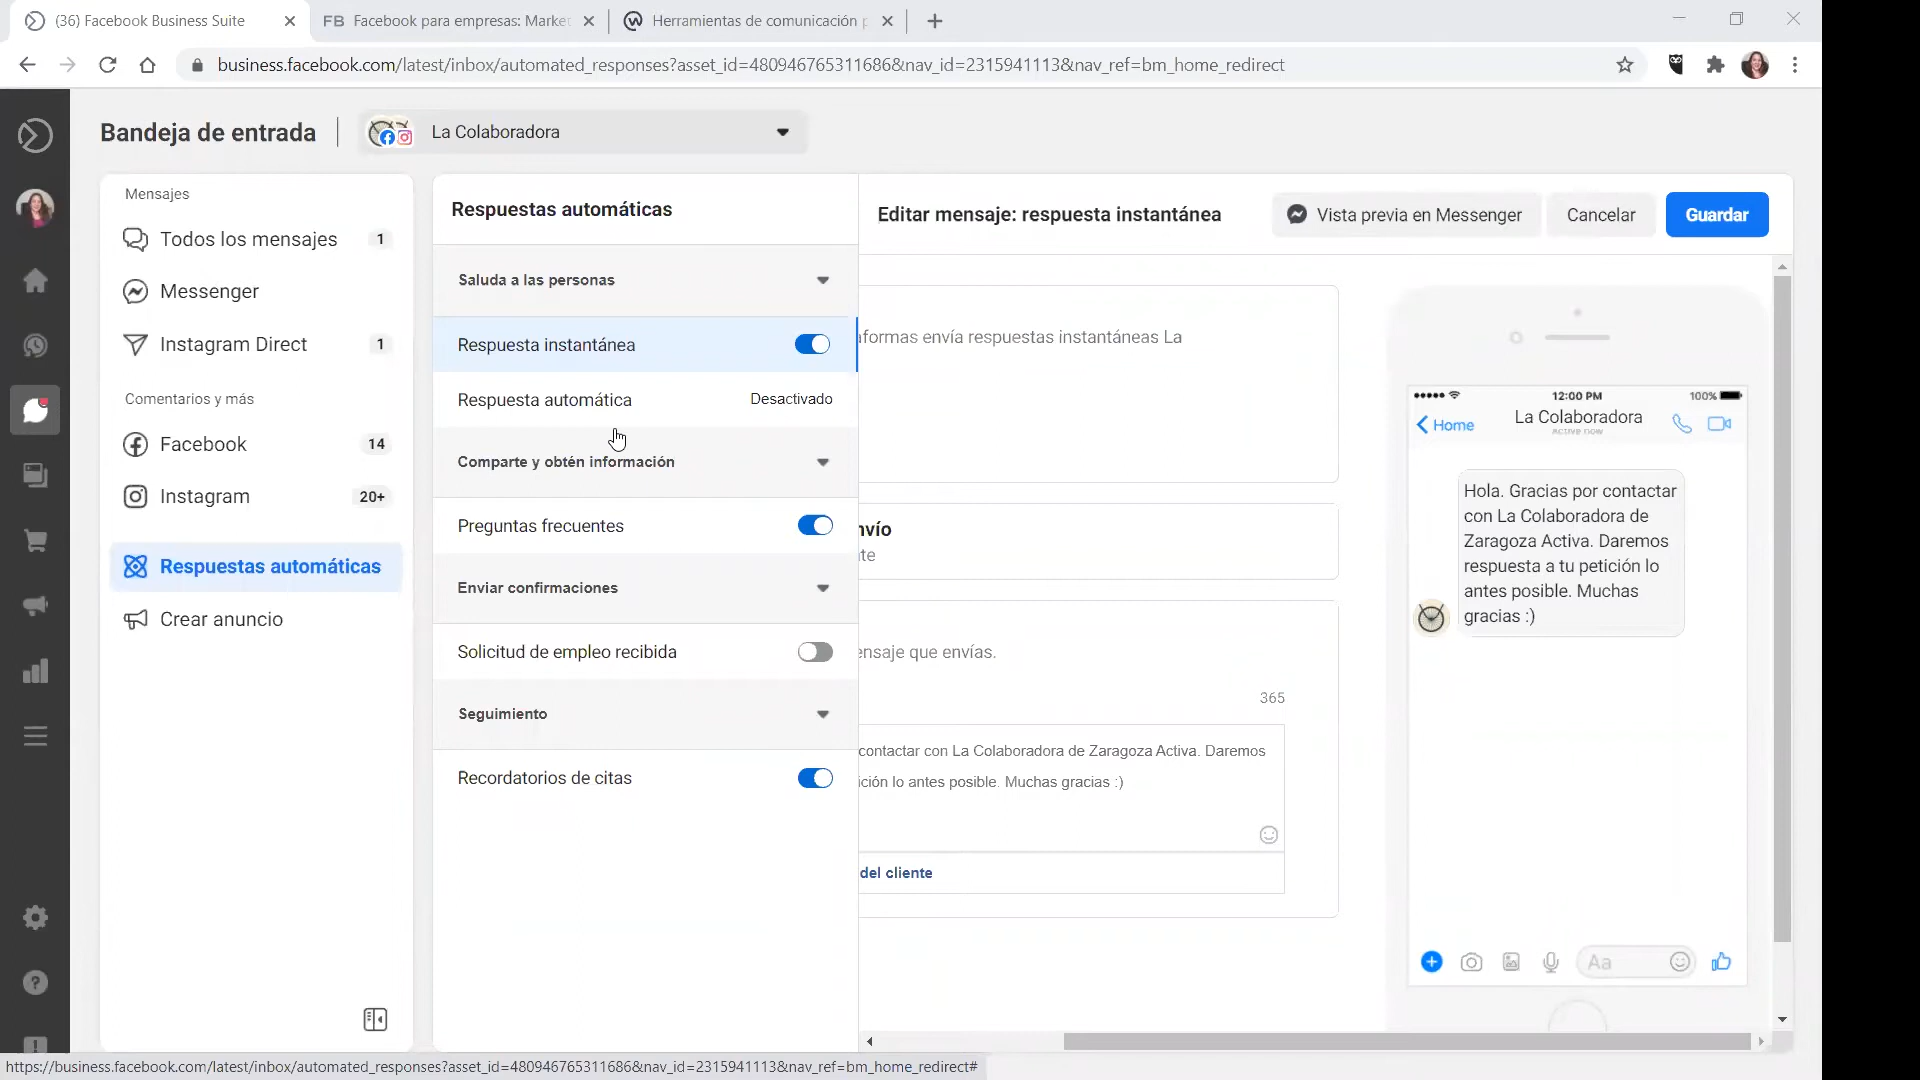 (36) Facebook Business Suite
FB Facebook para empresas: Market
Herramientas de comunicación p
business.facebook.com/latest/inbox/automated_responses?asset_id=4809467653116​86&nav_id=2315941113&nav_ref=bm_home_redirect
Bandeja de entrada
La Colaboradora
Mensajes
Todos los mensajes 1
Messenger
Instagram Direct 1
Comentarios y más
Facebook 14
Instagram 20+
Respuestas automáticas
Crear anuncio
Respuestas automáticas
Saluda a las personas
Respuesta instantánea
Respuesta automática Desactivado
Comparte y obtén información
Preguntas frecuentes
Enviar confirmaciones
Solicitud de empleo recibida
Seguimiento
Recordatorios de citas
Editar mensaje: respuesta instantánea
Vista previa en Messenger
Cancelar
Guardar
formas envía respuestas instantáneas La
nvío
te
ensaje que envías.
365
contactar con La Colaboradora de Zaragoza Activa. Daremos
ición lo antes posible. Muchas gracias :)
del cliente
12:00 PM
100%
Home
La Colaboradora
Active now
Hola. Gracias por contactar
con La Colaboradora de
Zaragoza Activa. Daremos
respuesta a tu petición lo
antes posible. Muchas
gracias :)
Aa
https://business.facebook.com/latest/inbox/automated_responses?asset_id=480946765311686&nav_id=2315941113&nav_ref=bm_home_redirect#